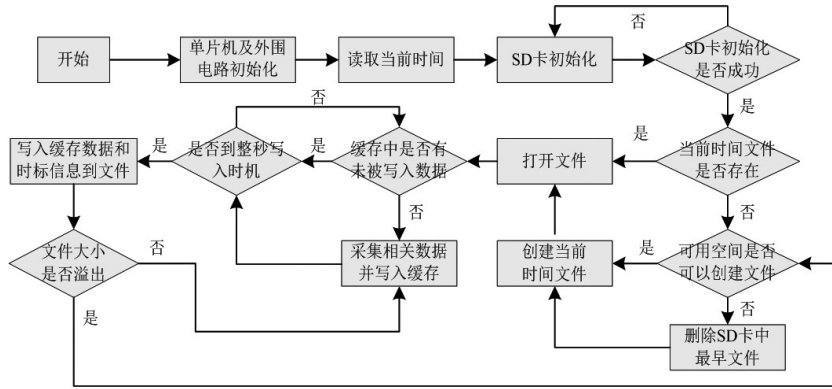 否
开始
单片机及外围
电路初始化
读取当前时间
SD卡初始化
SD卡初始化
是否成功
是
否
写入缓存数据和
时标信息到文件
是
是否到整秒写
入时机
是
缓存中是否有
未被写入数据
打开文件
是
当前时间文件
是否存在
否
否
文件大小
是否溢出
否
采集相关数据
并写入缓存
创建当前
时间文件
是
可用空间是否
可以创建文件
是
否
删除SD卡中
最早文件